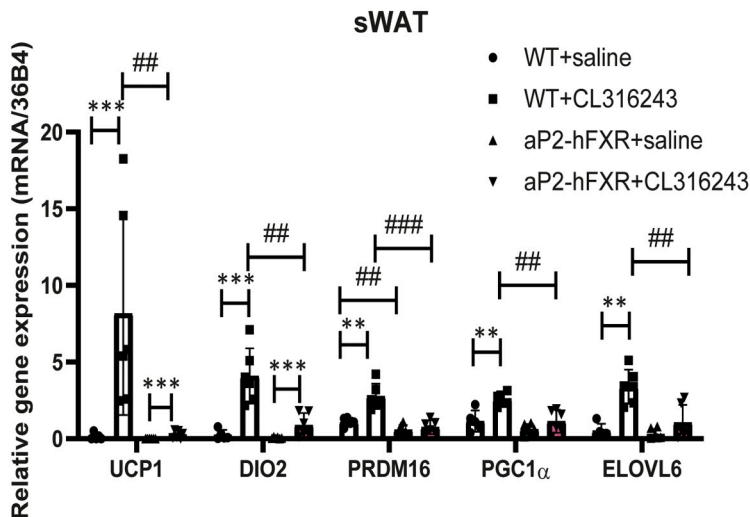 sWAT
Relative gene expression (mRNA/36B4)
WT+saline
WT+CL316243
aP2-hFXR+saline
aP2-hFXR+CL316243
20
15
10
5
0
***
##
***
***
##
***
**
##
###
**
##
**
##
UCP1
DIO2
PRDM16
PGC1α
ELOVL6